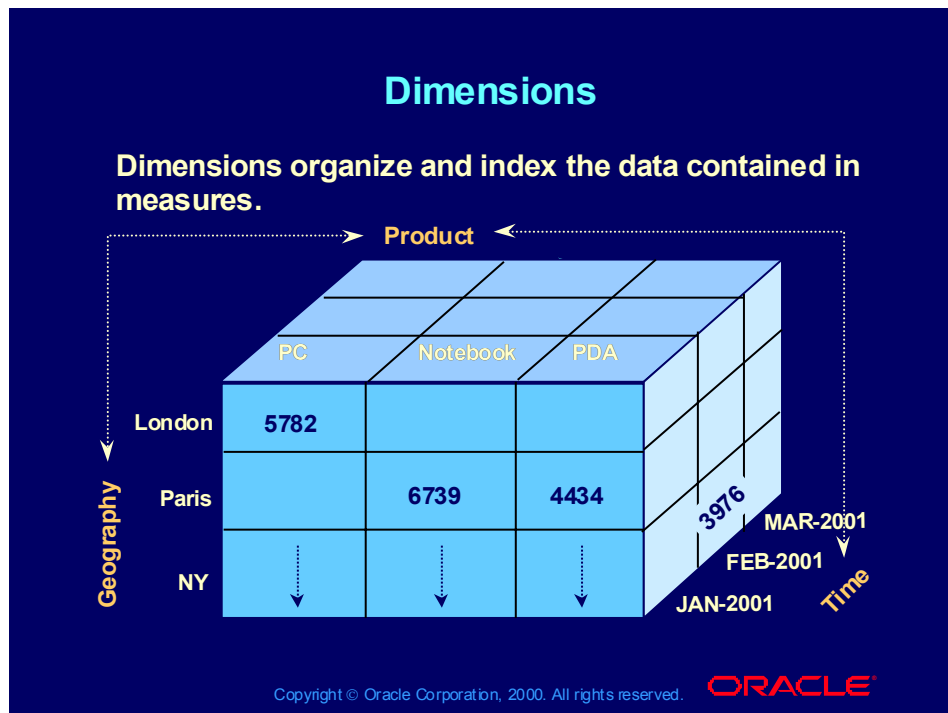 Dimensions
Dimensions organize and index the data contained in
measures.
Product
PC Notebook PDA
London 5782
Paris 6739 4434
NY
Geography
3976
MAR-2001
FEB-2001
JAN-2001
Time
Copyright © Oracle Corporation, 2000. All rights reserved.
ORACLE®